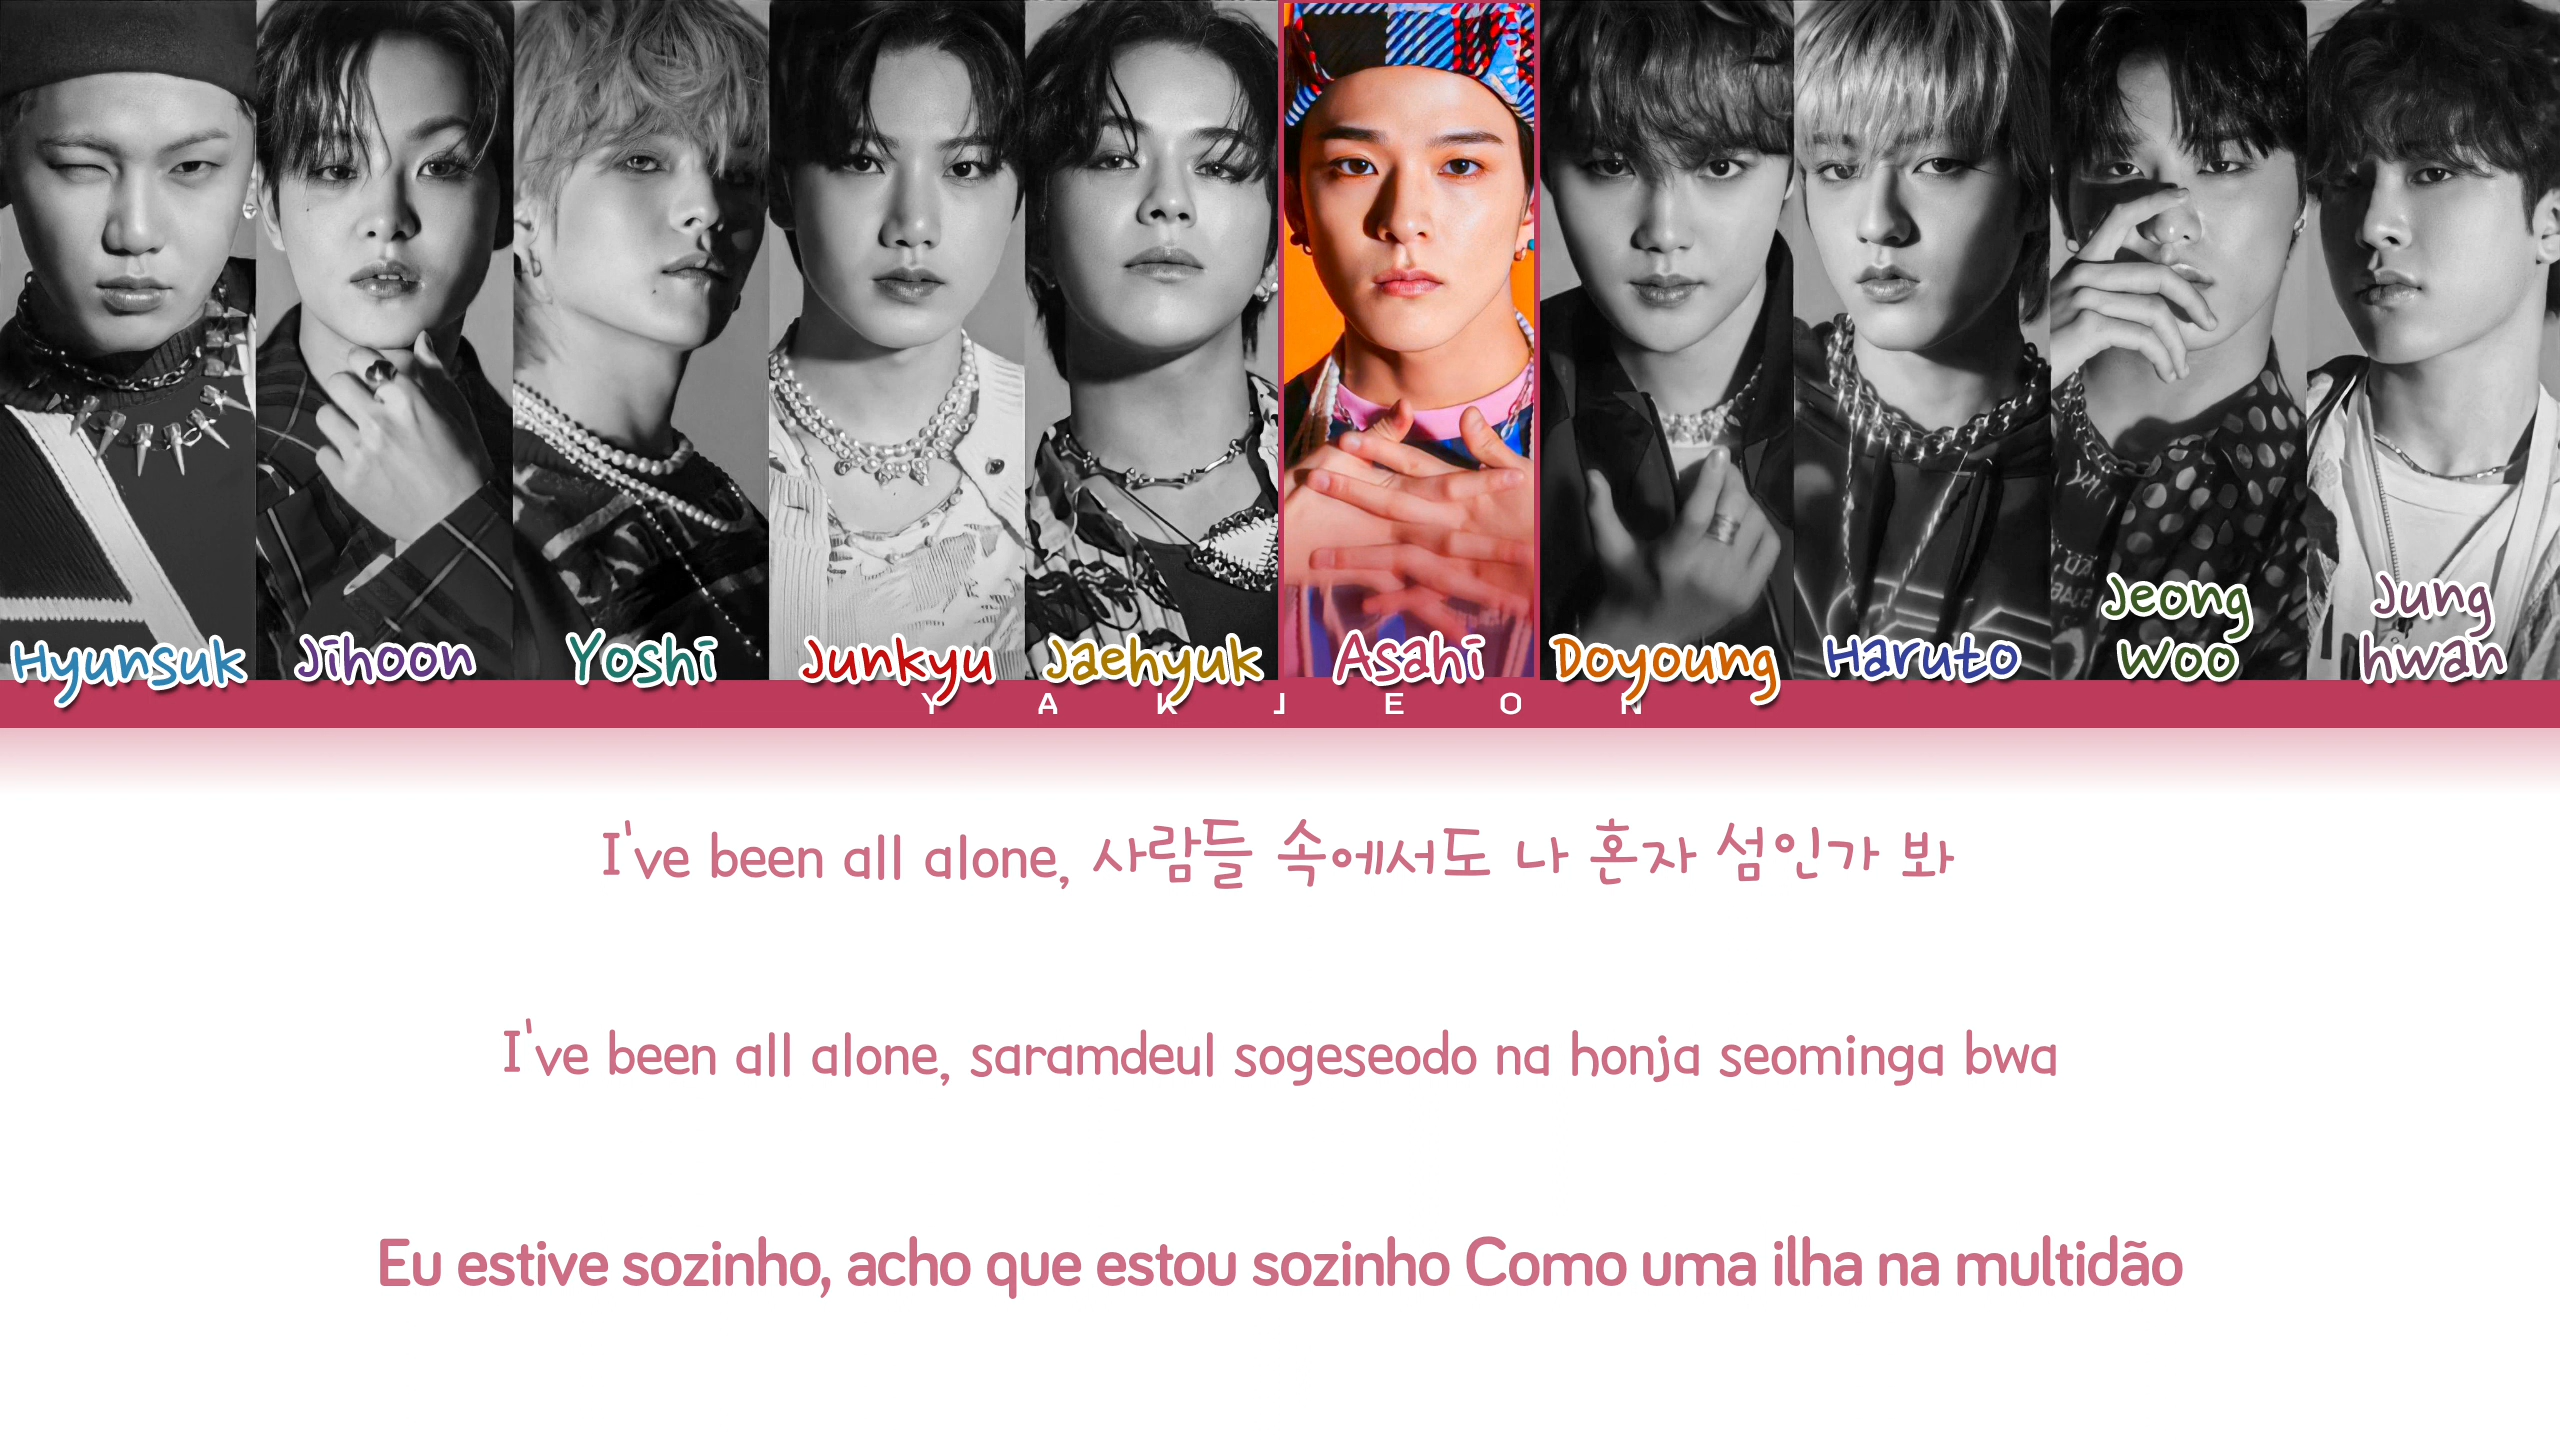 Hyunsuk
Jihoon
Yoshi
Junkyu
Jaehyuk
Asahi
Doyoung
Haruto
Jeong
Woo
Jung
hwan
Y A K J E O N
I've been all alone, 사람들 속에서도 나 혼자 섬인가 봐
I've been all alone, saramdeul sogeseodo na honja seominga bwa
Eu estive sozinho, acho que estou sozinho Como uma ilha na multidão